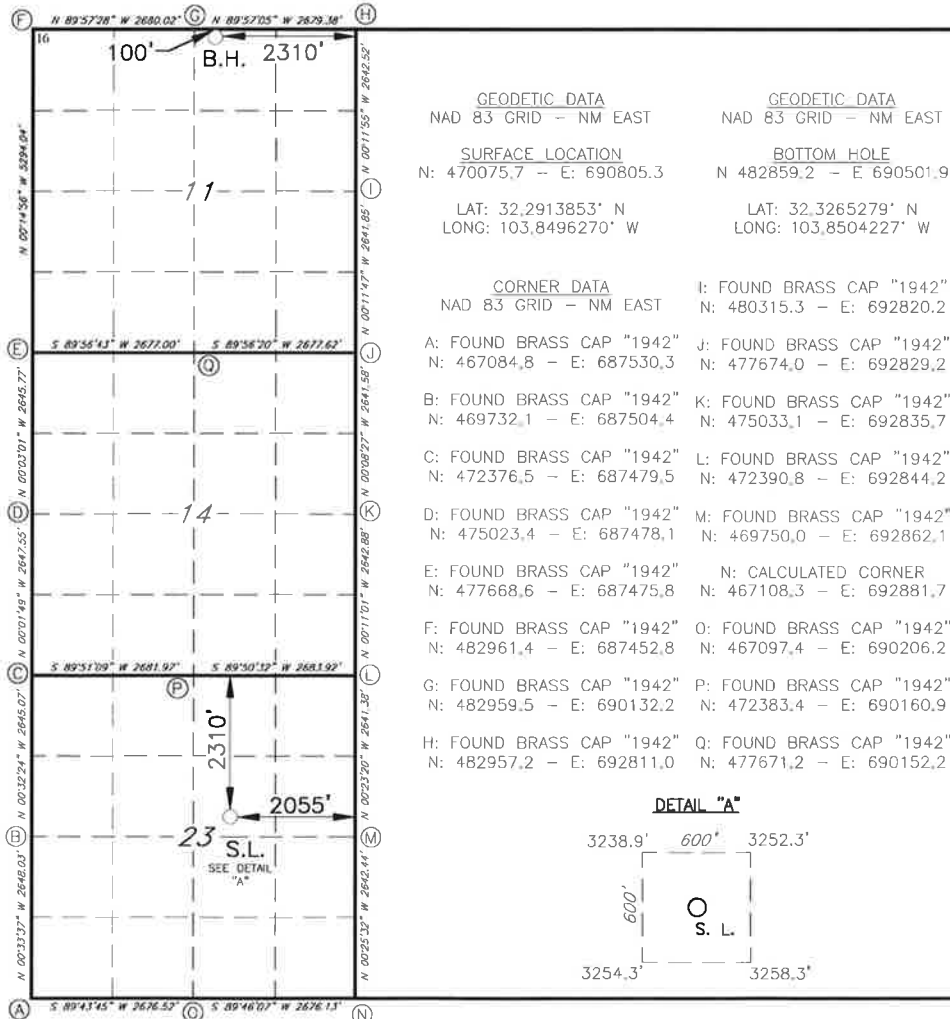 F N 89°57'28" W 2680.02' G N 89°57'05" W 2679.38' H
16
100'
B.H. 2310'
N 00°14'56" W 5294.04'
N 00°11'55" W 2642.52'
11
I
N 00°11'47" W 2641.85'
E S 89°56'43" W 2677.00' S 89°56'20" W 2677.62' J
Q
N 00°03'01" W 2645.77'
N 00°08'27" W 2641.58'
D 14 K
N 00°01'49" W 2647.55'
N 00°11'01" W 2642.88'
C S 89°51'09" W 2681.97' S 89°50'32" W 2683.92' L
P
N 00°32'24" W 2645.07'
N 00°23'20" W 2641.38'
2310'
2055'
B 23 M
S.L.
SEE DETAIL
"A"
N 00°33'37" W 2648.03'
N 00°25'32" W 2642.44'
A S 89°43'45" W 2676.52' O S 89°46'07" W 2676.13' N
GEODETIC DATA
NAD 83 GRID - NM EAST
SURFACE LOCATION
N: 470075.7 - E: 690805.3
LAT: 32.2913853° N
LONG: 103.8496270° W
GEODETIC DATA
NAD 83 GRID - NM EAST
BOTTOM HOLE
N 482859.2 - E 690501.9
LAT: 32.3265279° N
LONG: 103.8504227° W
CORNER DATA
NAD 83 GRID - NM EAST
A: FOUND BRASS CAP "1942"
N: 467084.8 - E: 687530.3
B: FOUND BRASS CAP "1942"
N: 469732.1 - E: 687504.4
C: FOUND BRASS CAP "1942"
N: 472376.5 - E: 687479.5
D: FOUND BRASS CAP "1942"
N: 475023.4 - E: 687478.1
E: FOUND BRASS CAP "1942"
N: 477668.6 - E: 687475.8
F: FOUND BRASS CAP "1942"
N: 482961.4 - E: 687452.8
G: FOUND BRASS CAP "1942"
N: 482959.5 - E: 690132.2
H: FOUND BRASS CAP "1942"
N: 482957.2 - E: 692811.0
I: FOUND BRASS CAP "1942"
N: 480315.3 - E: 692820.2
J: FOUND BRASS CAP "1942"
N: 477674.0 - E: 692829.2
K: FOUND BRASS CAP "1942"
N: 475033.1 - E: 692835.7
L: FOUND BRASS CAP "1942"
N: 472390.8 - E: 692844.2
M: FOUND BRASS CAP "1942"
N: 469750.0 - E: 692862.1
N: CALCULATED CORNER
N: 467108.3 - E: 692881.7
O: FOUND BRASS CAP "1942"
N: 467097.4 - E: 690206.2
P: FOUND BRASS CAP "1942"
N: 472383.4 - E: 690160.9
Q: FOUND BRASS CAP "1942"
N: 477671.2 - E: 690152.2
DETAIL "A"
3238.9' 600' 3252.3'
600'
S. L.
3254.3' 3258.3'